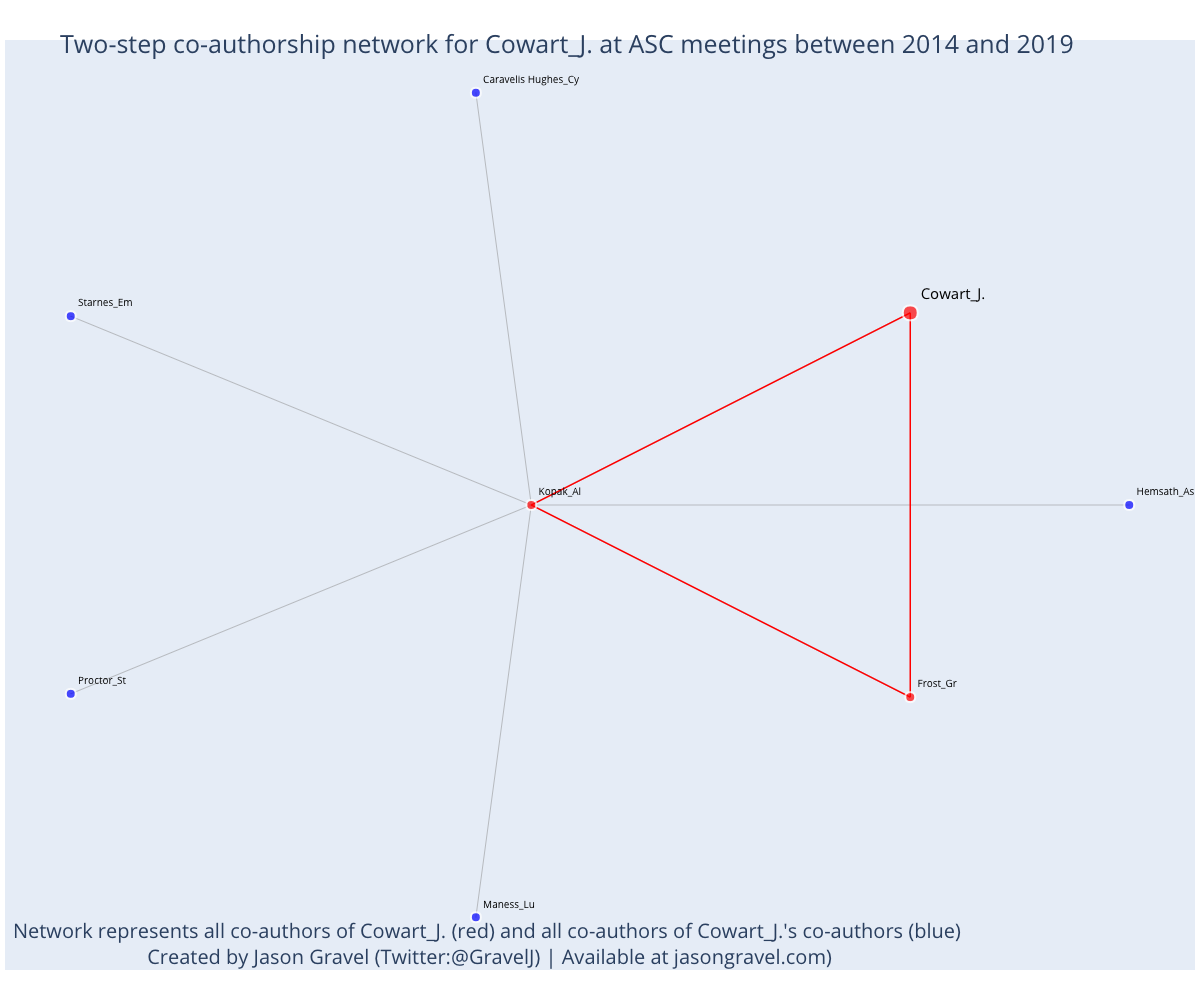 Two-step co-authorship network for Cowart_J. at ASC meetings between 2014 and 2019
Caravelis Hughes_Cy
Cowart_J.
Starnes_Em
Kopak_Al
Hemsath_As
Proctor_St
Frost_Gr
Maness_Lu
Network represents all co-authors of Cowart_J. (red) and all co-authors of Cowart_J.'s co-authors (blue)
Created by Jason Gravel (Twitter:@GravelJ) | Available at jasongravel.com)